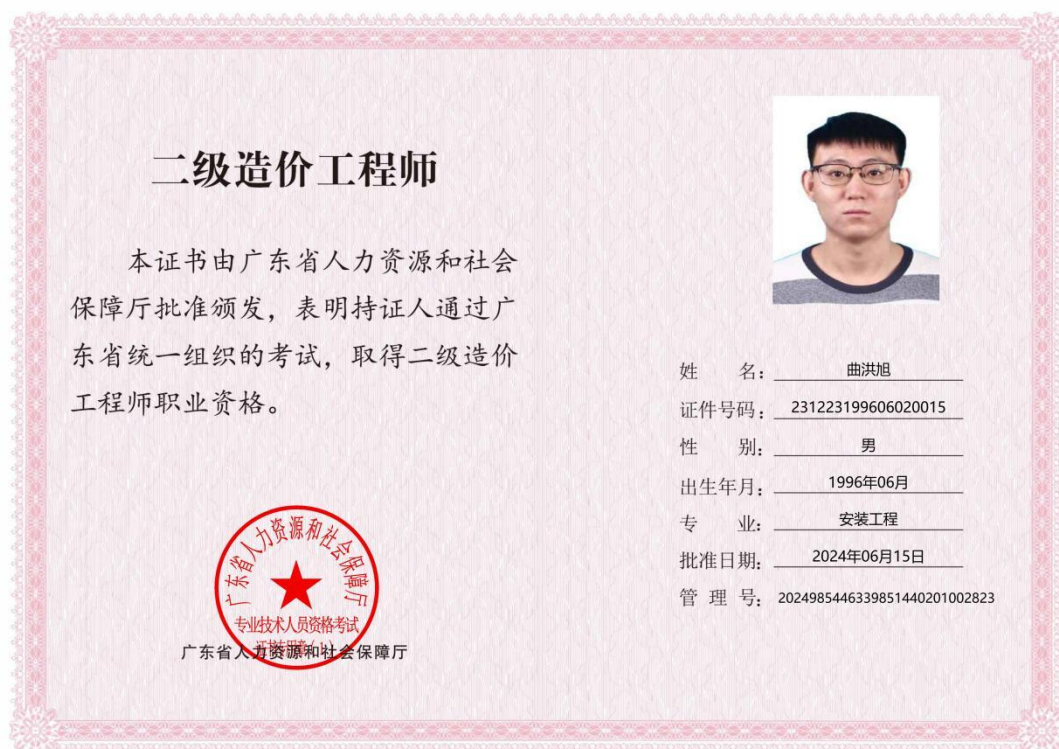 二级造价工程师
本证书由广东省人力资源和社会
保障厅批准颁发，表明持证人通过广
东省统一组织的考试，取得二级造价
工程师职业资格。
广东省人力资源和社会保障厅
专业技术人员资格考试
广东省人力资源和社会保障厅
姓 名：曲洪旭
证件号码：231223199606020015
性 别：男
出生年月：1996年06月
专 业：安装工程
批准日期：2024年06月15日
管 理 号：2024985446339851440201002823